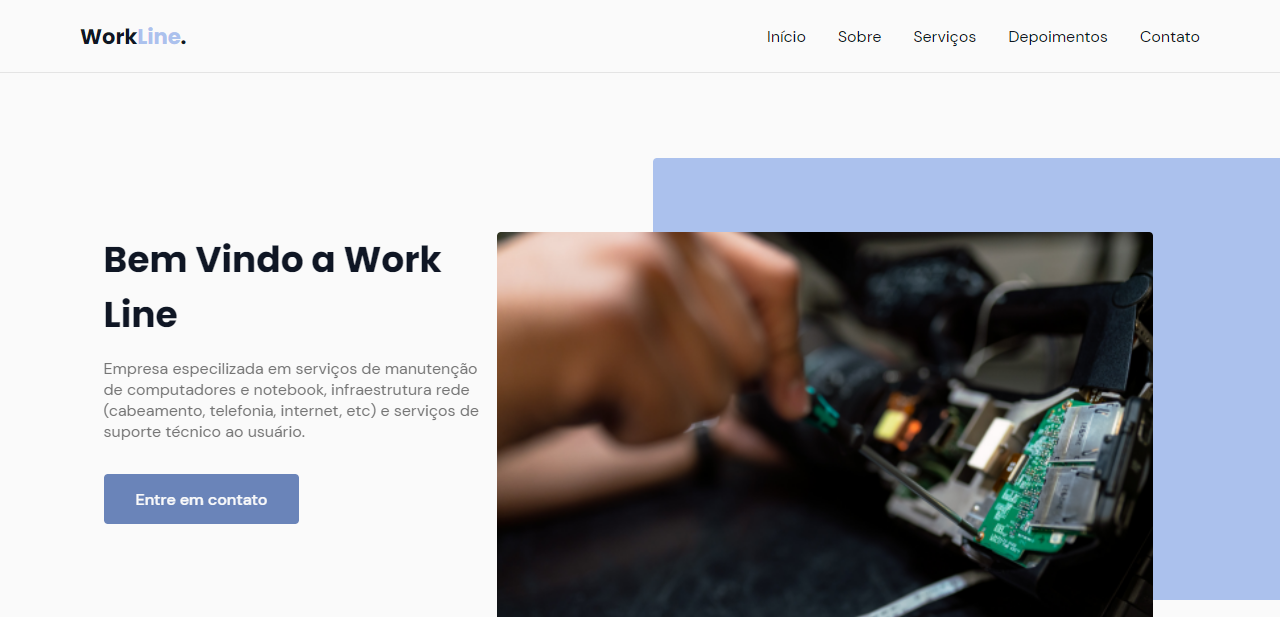 WorkLine.
Início Sobre Serviços Depoimentos Contato
Bem Vindo a Work
Line
Empresa especilizada em serviços de manutenção
de computadores e notebook, infraestrutura rede
(cabeamento, telefonia, internet, etc) e serviços de
suporte técnico ao usuário.
Entre em contato